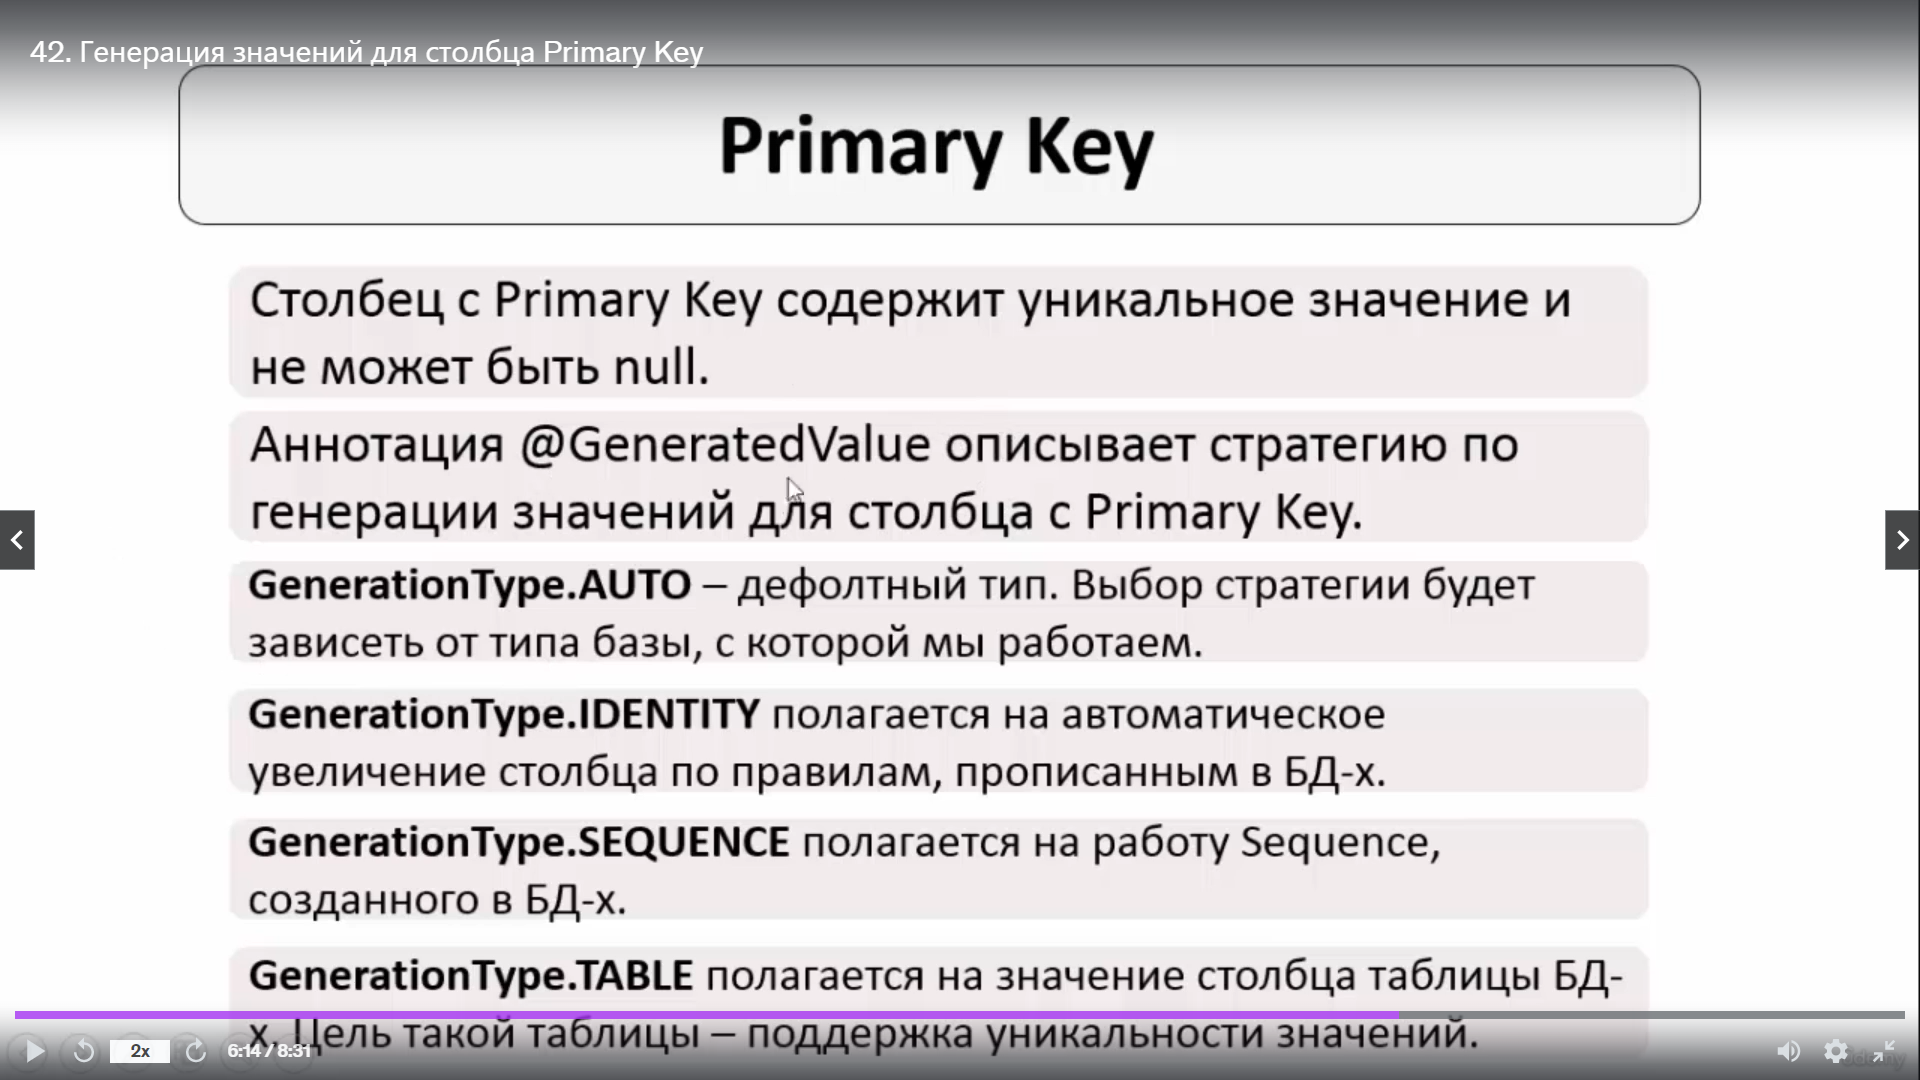 42. Генерация значений для столбца Primary Key
Primary Key
Столбец с Primary Key содержит уникальное значение и
не может быть null.
Аннотация @GeneratedValue описывает стратегию по
генерации значений для столбца с Primary Key.
GenerationType.AUTO – дефолтный тип. Выбор стратегии будет
зависеть от типа базы, с которой мы работаем.
GenerationType.IDENTITY полагается на автоматическое
увеличение столбца по правилам, прописанным в БД-х.
GenerationType.SEQUENCE полагается на работу Sequence,
созданного в БД-х.
GenerationType.TABLE полагается на значение столбца таблицы БД-
х. Цель такой таблицы – поддержка уникальности значений.
2x
6:14 / 8:31